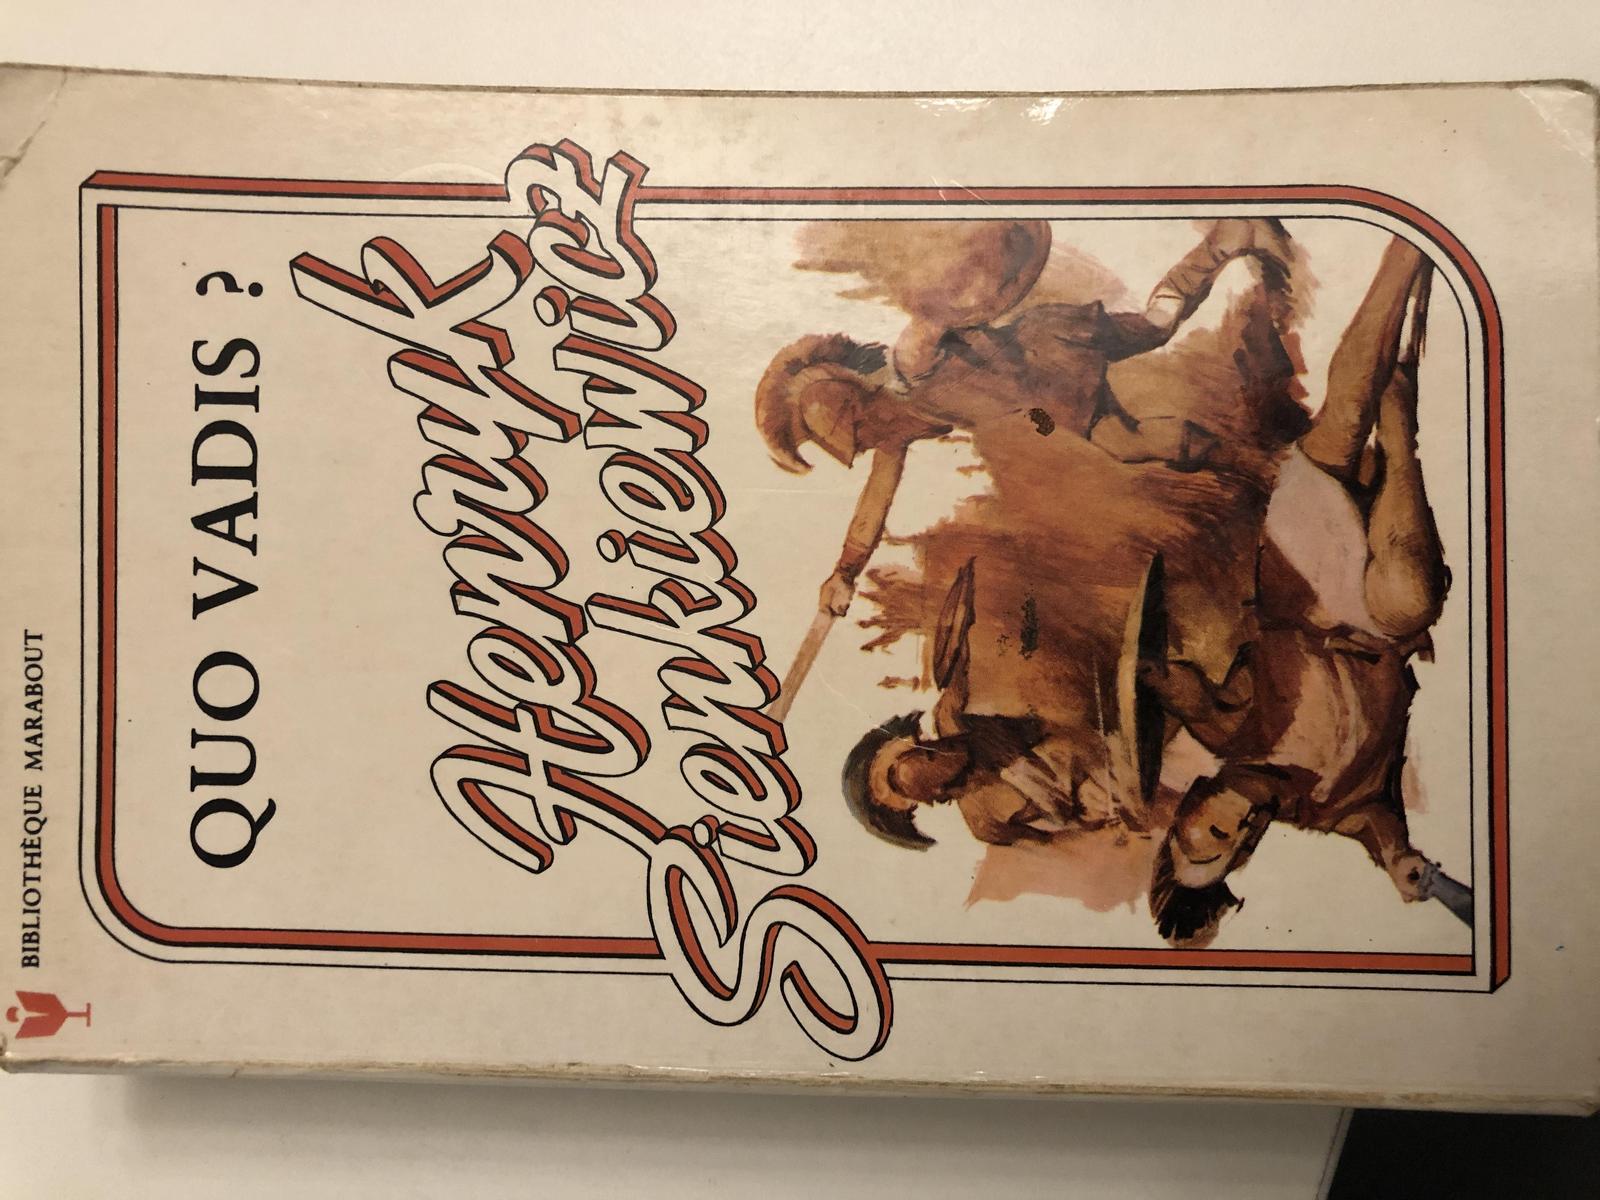 BIBLIOTHÈQUE MARABOUT
QUO VADIS ?
Henryk
Sienkiewicz